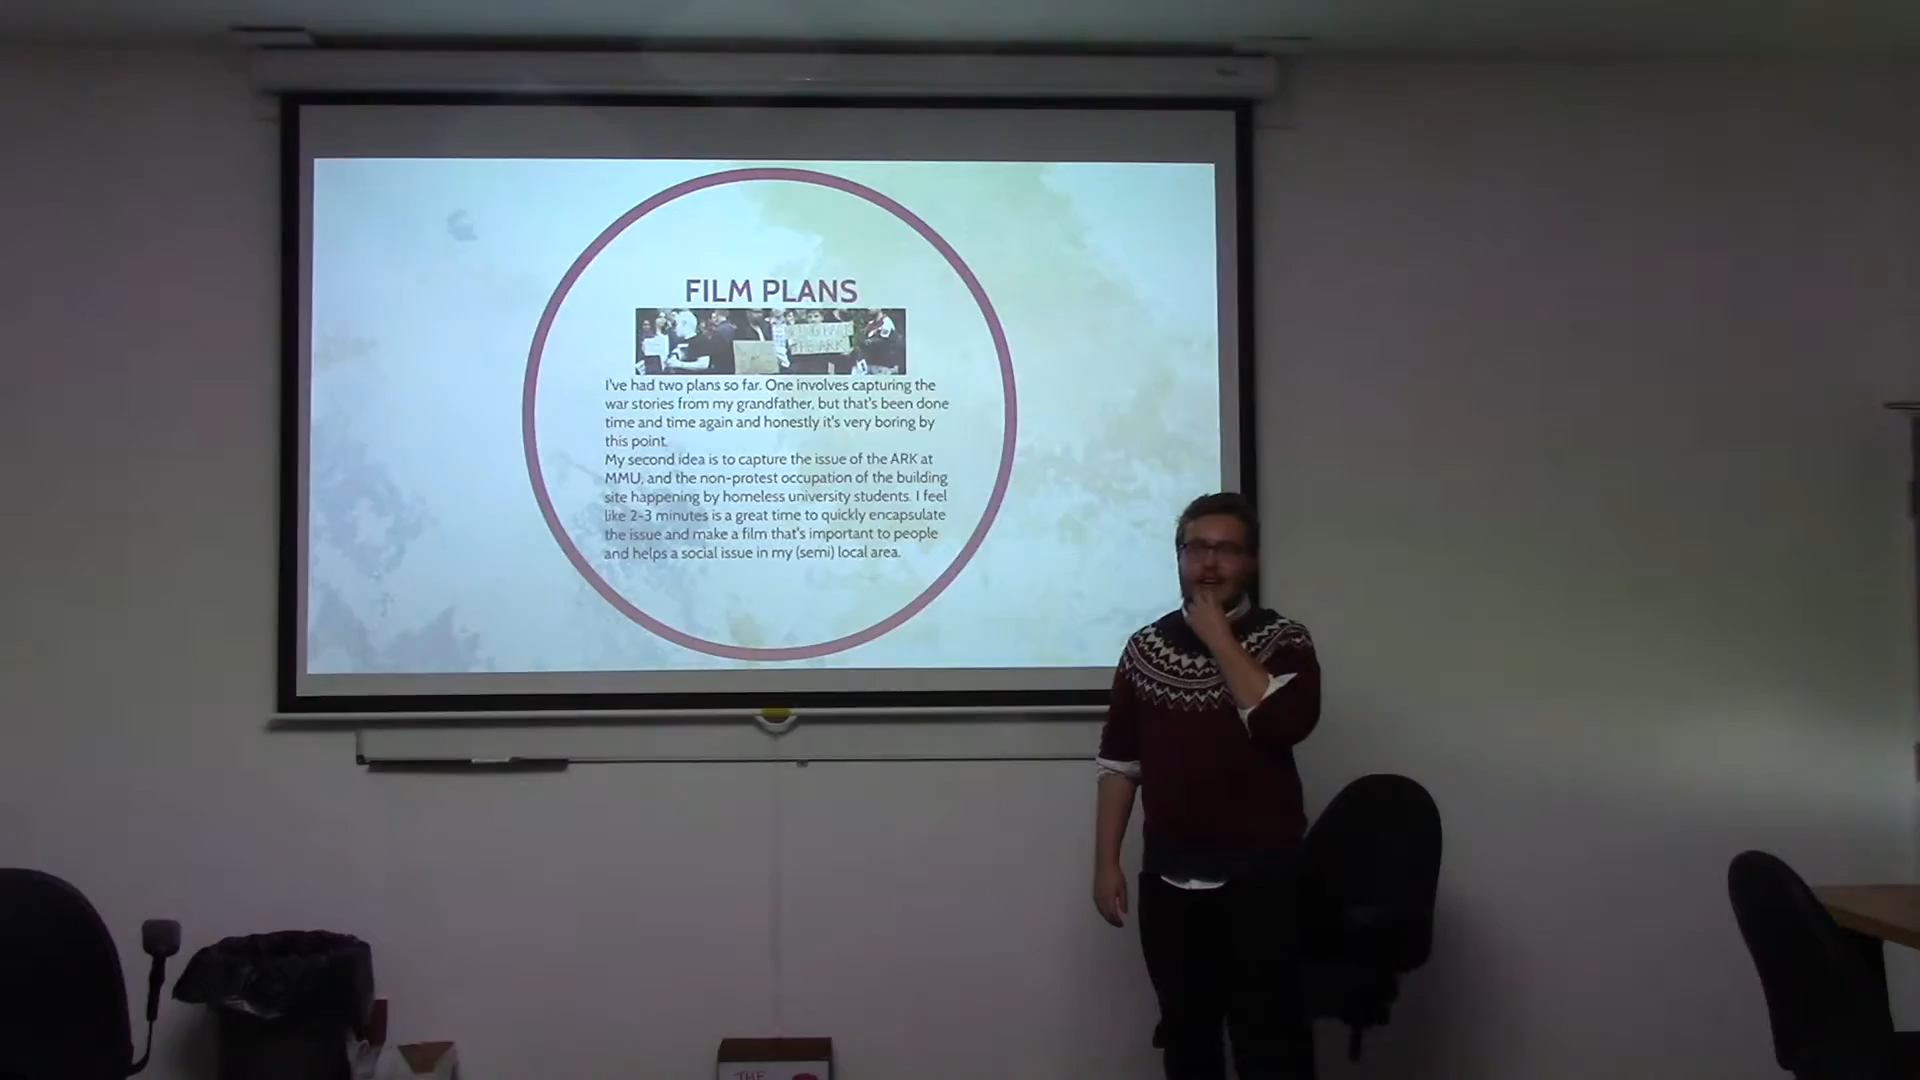 FILM PLANS
THE ARK
I've had two plans so far. One involves capturing the
war stories from my grandfather, but that's been done
time and time again and honestly it's very boring by
this point.
My second idea is to capture the issue of the ARK at
MMU, and the non-protest occupation of the building
site happening by homeless university students. I feel
like 2-3 minutes is a great time to quickly encapsulate
the issue and make a film that's important to people
and helps a social issue in my (semi) local area.
THE